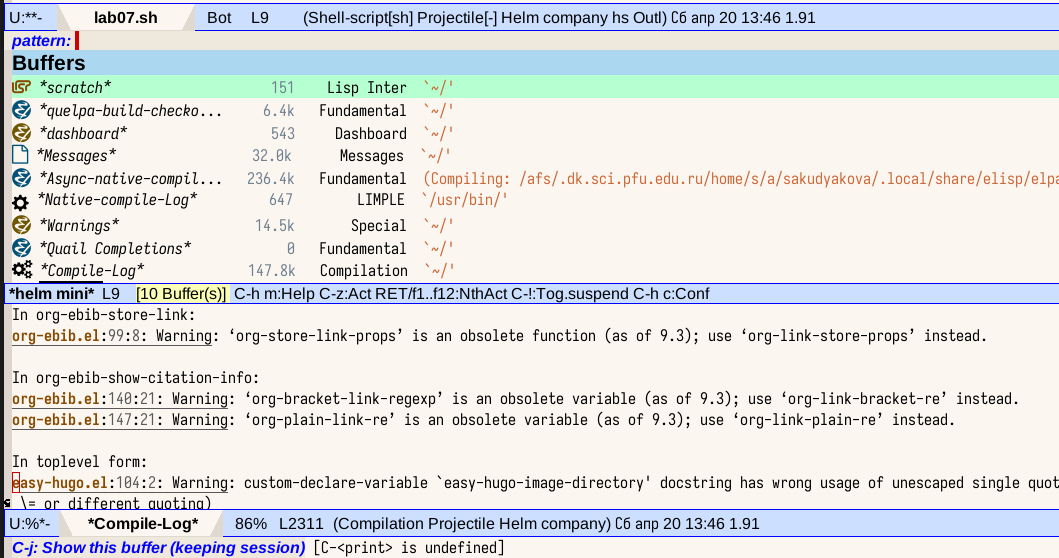 U:**- lab07.sh Bot L9 (Shell-script[sh] Projectile[-] Helm company hs Outl) Сб апр 20 13:46 1.91
pattern:
Buffers
*scratch* 151 Lisp Inter `~/'
*quelpa-build-checko... 6.4k Fundamental `~/'
*dashboard* 543 Dashboard `~/'
*Messages* 32.0k Messages `~/'
*Async-native-compil... 236.4k Fundamental (Compiling: /afs/.dk.sci.pfu.edu.ru/home/s/a/sakudyakova/.local/share/elisp/elpa
*Native-compile-Log* 647 LIMPLE `/usr/bin/'
*Warnings* 14.5k Special `~/'
*Quail Completions* 0 Fundamental `~/'
*Compile-Log* 147.8k Compilation `~/'
*helm mini* L9 [10 Buffer(s)] C-h m:Help C-z:Act RET/f1..f12:NthAct C-!:Tog.suspend C-h c:Conf
In org-ebib-store-link:
org-ebib.el:99:8: Warning: ‘org-store-link-props’ is an obsolete function (as of 9.3); use ‘org-link-store-props’ instead.
In org-ebib-show-citation-info:
org-ebib.el:140:21: Warning: ‘org-bracket-link-regexp’ is an obsolete variable (as of 9.3); use ‘org-link-bracket-re’ instead.
org-ebib.el:147:21: Warning: ‘org-plain-link-re’ is an obsolete variable (as of 9.3); use ‘org-link-plain-re’ instead.
In toplevel form:
easy-hugo.el:104:2: Warning: custom-declare-variable `easy-hugo-image-directory' docstring has wrong usage of unescaped single quot
\= or different quoting)
U:%*- *Compile-Log* 86% L2311 (Compilation Projectile Helm company) Сб апр 20 13:46 1.91
C-j: Show this buffer (keeping session) [C-<print> is undefined]